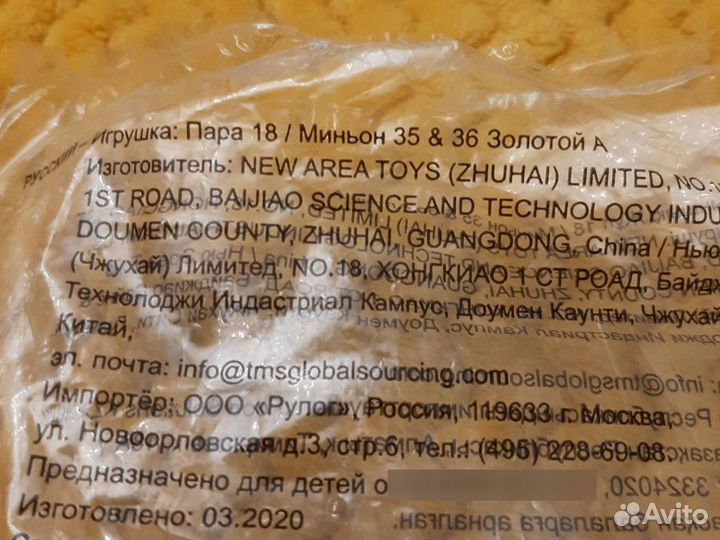 РУССКИЙ – Игрушка: Пара 18 / Миньон 35 & 36 Золотой А
Изготовитель: NEW AREA TOYS (ZHUHAI) LIMITED, NO.
1ST ROAD, BAIJIAO SCIENCE AND TECHNOLOGY INDU
DOUMEN COUNTY, ZHUHAI, GUANGDONG, China / Нью
(Чжухай) Лимитед, NO.18, ХОНГКИАО 1 СТ РОАД, Байдж
Технолоджи Индастриал Кампус, Доумен Каунти, Чжухай
Китай,
эл. почта: info@tmsglobalsourcing.com
Импортёр: ООО «Рулог», Россия, 119633 г. Москва,
ул. Новоорловская д.3, стр.6, тел.: (495) 228-69-08.
Предназначено для детей о
Изготовлено: 03.2020
Avito